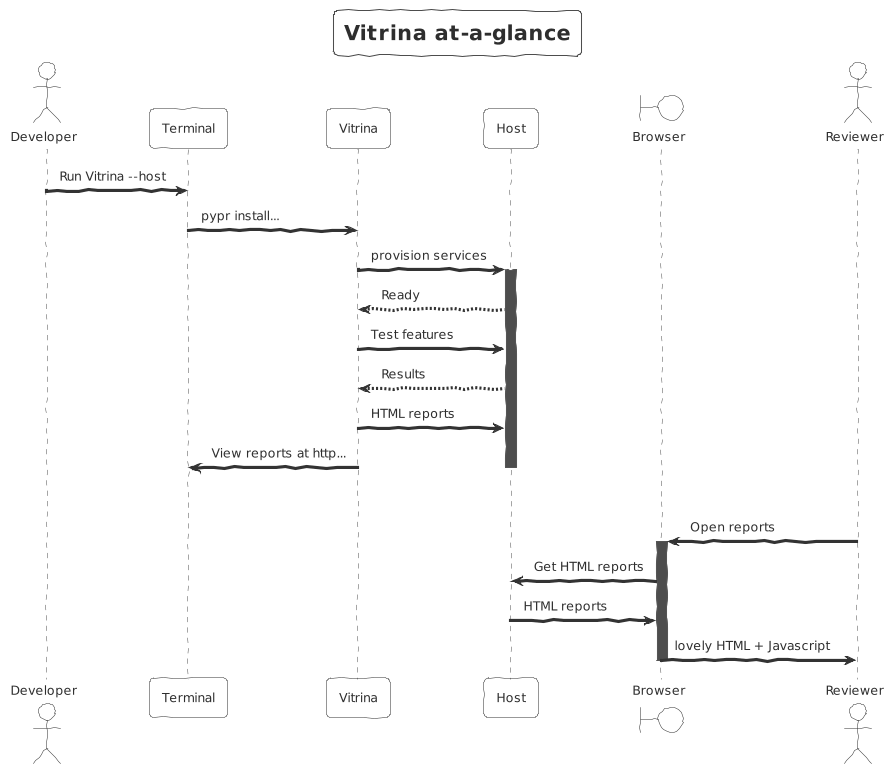 Vitrina at-a-glance
Developer
Terminal
Vitrina
Host
Browser
Reviewer
Run Vitrina --host
pypr install...
provision services
Ready
Test features
Results
HTML reports
View reports at http...
Open reports
Get HTML reports
HTML reports
lovely HTML + Javascript
Developer
Terminal
Vitrina
Host
Browser
Reviewer